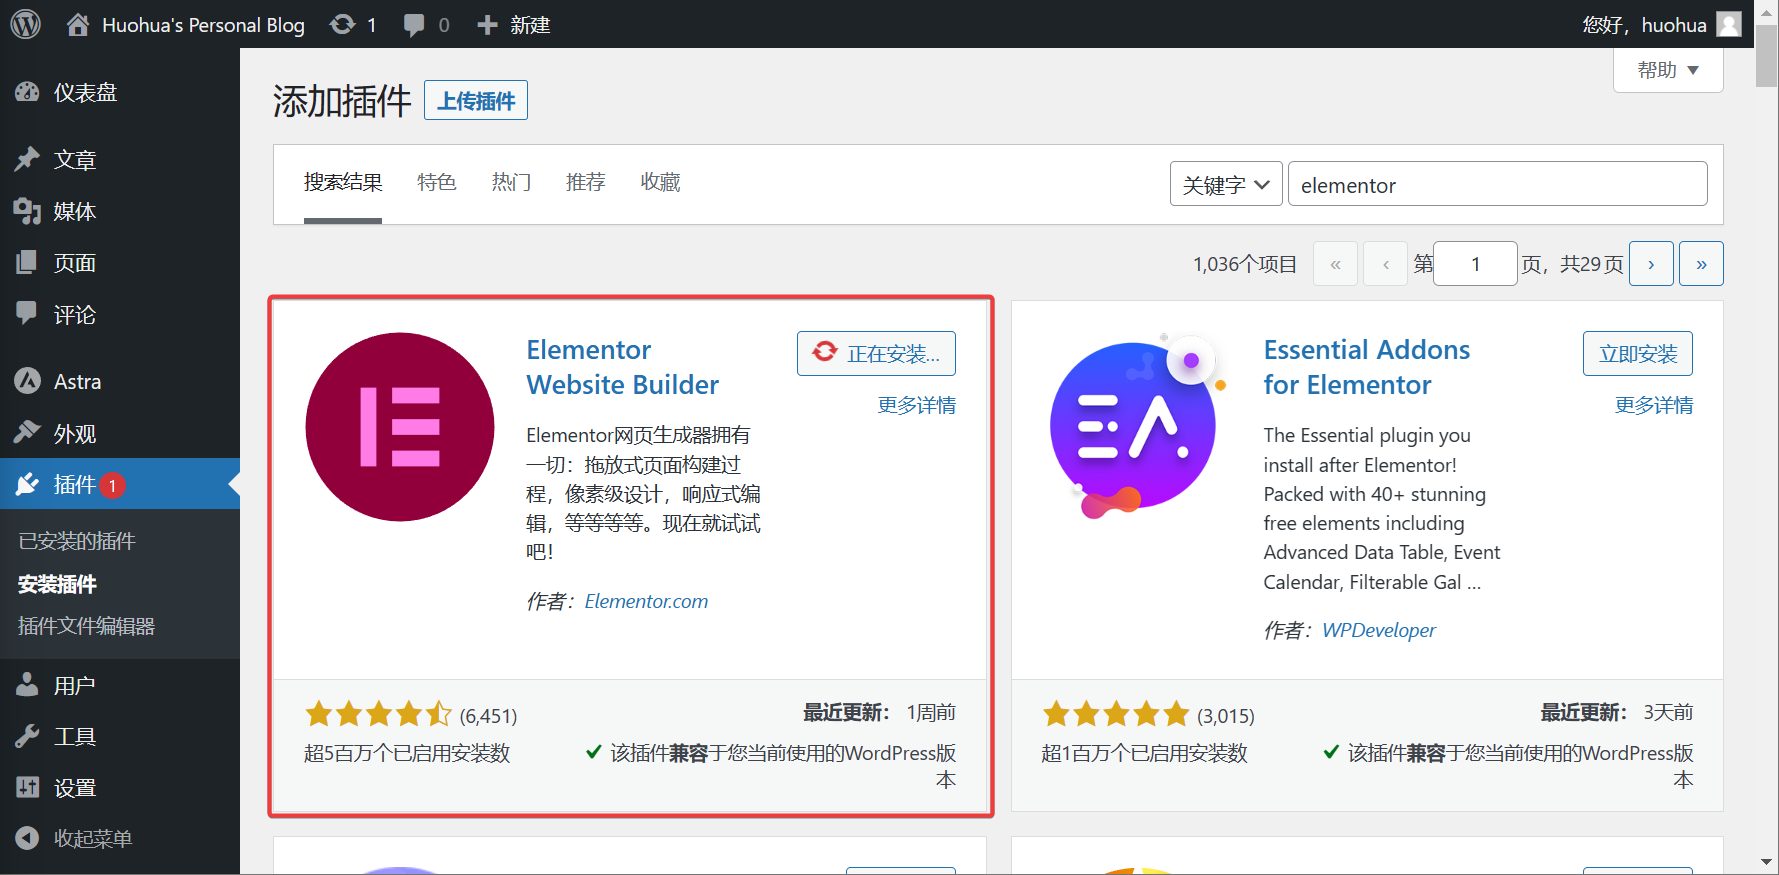 Huohua's Personal Blog 1 0 新建 您好，huohua
帮助
仪表盘
文章
媒体
页面
评论
Astra
外观
插件 1
已安装的插件
安装插件
插件文件编辑器
用户
工具
设置
收起菜单
添加插件 上传插件
搜索结果 特色 热门 推荐 收藏 关键字 elementor
1,036个项目 « ‹ 第 1 页，共29页 › »
Elementor
Website Builder
正在安装...
更多详情
Elementor网页生成器拥有
一切：拖放式页面构建过
程，像素级设计，响应式编
辑，等等等等。现在就试试
吧！
作者：Elementor.com
(6,451)
最近更新： 1周前
超5百万个已启用安装数
该插件兼容于您当前使用的WordPress版
本
Essential Addons
for Elementor
立即安装
更多详情
The Essential plugin you
install after Elementor!
Packed with 40+ stunning
free elements including
Advanced Data Table, Event
Calendar, Filterable Gal ...
作者：WPDeveloper
(3,015)
最近更新： 3天前
超1百万个已启用安装数
该插件兼容于您当前使用的WordPress版
本